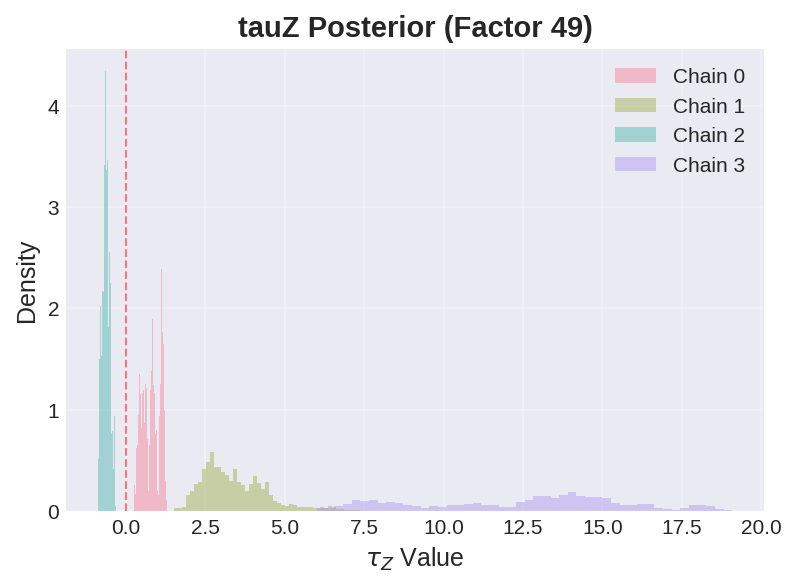 tauZ Posterior (Factor 49)
Chain 0
Chain 1
Chain 2
Chain 3
Density
4
3
2
1
0
0.0 2.5 5.0 7.5 10.0 12.5 15.0 17.5 20.0
τ_Z Value